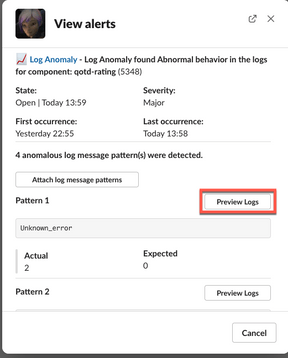 View alerts
Log Anomaly - Log Anomaly found Abnormal behavior in the logs
for component: qotd-rating (5348)
State:
Severity:
Open | Today 13:59
Major
First occurrence:
Last occurrence:
Yesterday 22:55
Today 13:58
4 anomalous log message pattern(s) were detected.
Attach log message patterns
Pattern 1
Preview Logs
Unknown_error
Actual
Expected
2
0
Pattern 2
Preview Logs
Cancel